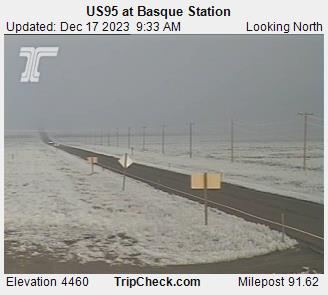 US95 at Basque Station
Updated: Dec 17 2023 9:33 AM Looking North
Elevation 4460 TripCheck.com Milepost 91.62